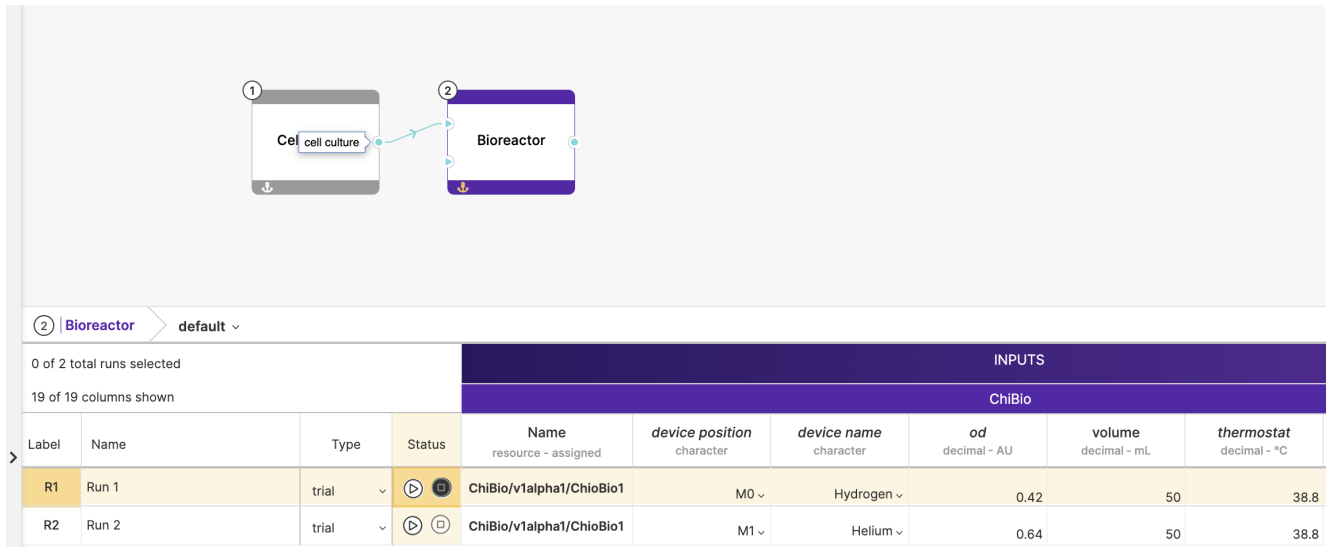 1
2
Cel
cell culture
Bioreactor
2 Bioreactor default
0 of 2 total runs selected
INPUTS
19 of 19 columns shown
ChiBio
Label Name Type Status Name device position device name od volume thermostat
resource - assigned character character decimal - AU decimal - mL decimal - °C
R1 Run 1 trial ChiBio/v1alpha1/ChioBio1 M0 Hydrogen 0.42 50 38.8
R2 Run 2 trial ChiBio/v1alpha1/ChioBio1 M1 Helium 0.64 50 38.8